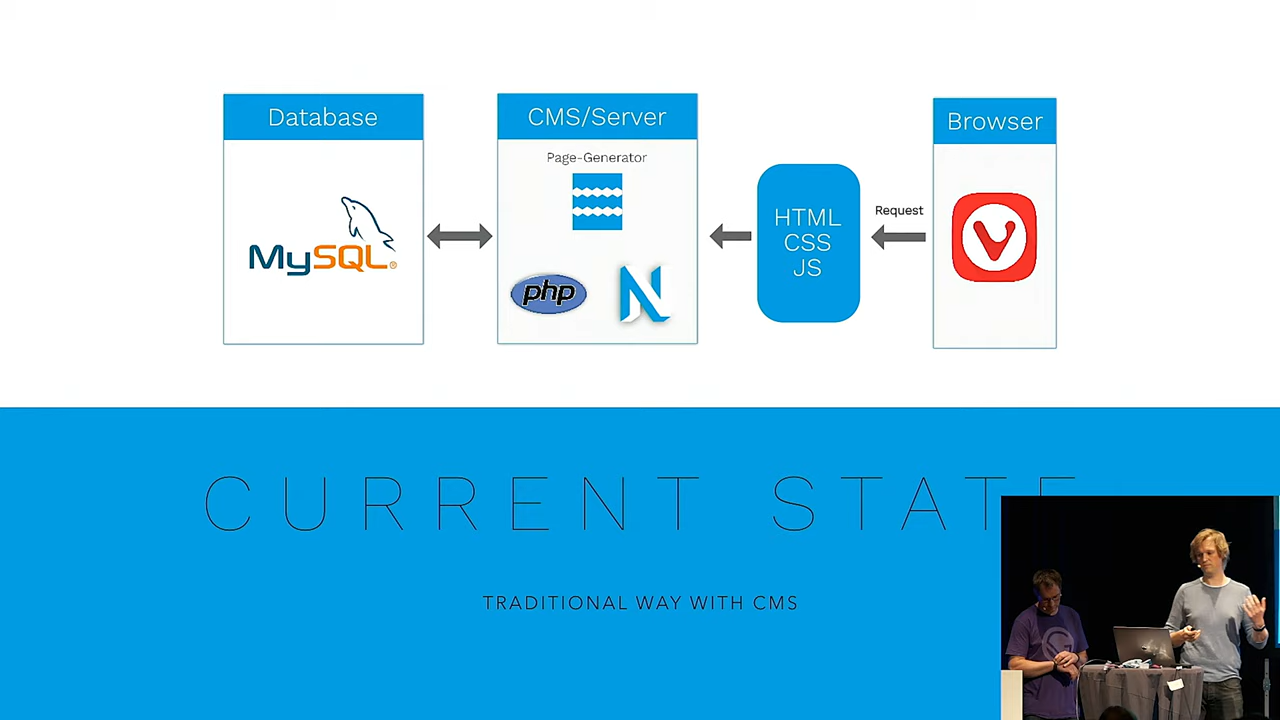 Database
MySQL®
CMS/Server
Page-Generator
php
N
HTML
CSS
JS
Request
Browser
CURRENT STATE
TRADITIONAL WAY WITH CMS